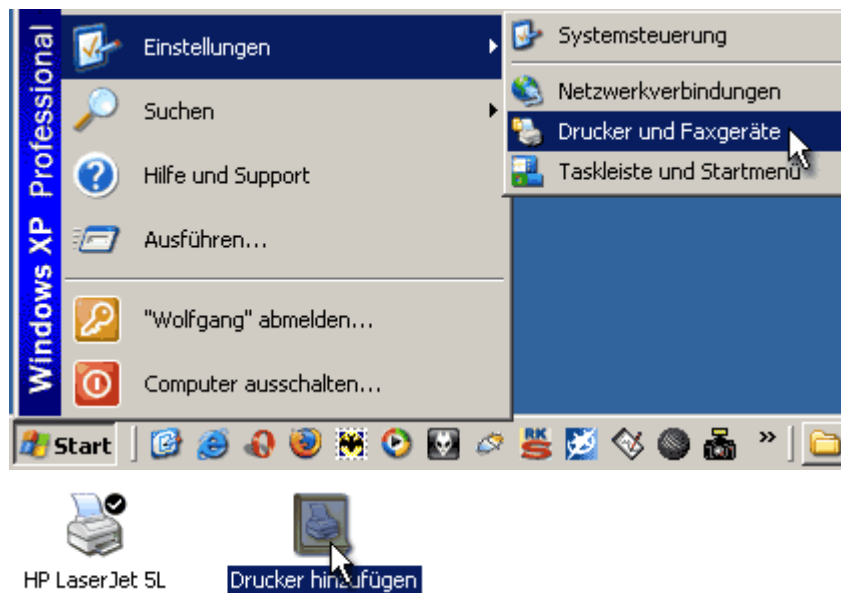 Windows XP Professional
Einstellungen
Suchen
Hilfe und Support
Ausführen...
"Wolfgang" abmelden...
Computer ausschalten...
Systemsteuerung
Netzwerkverbindungen
Drucker und Faxgeräte
Taskleiste und Startmenü
Start
RK
S
»
HP LaserJet 5L
Drucker hinzufügen